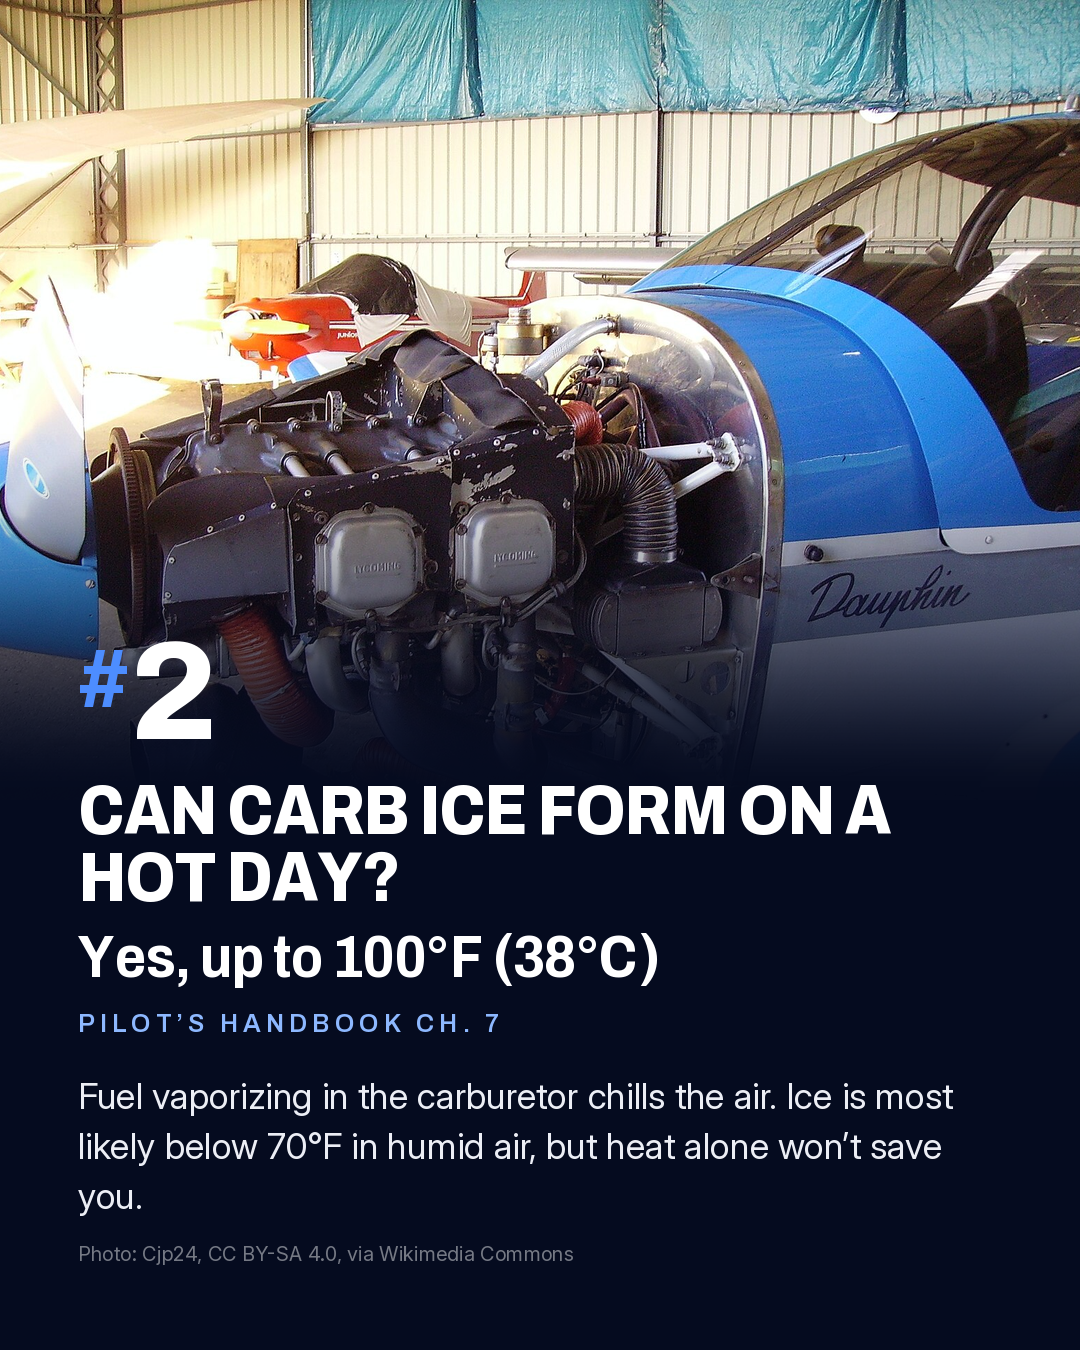 JUNIOR
LYCOMING
LYCOMING
Dauphin
#2
CAN CARB ICE FORM ON A
HOT DAY?
Yes, up to 100°F (38°C)
PILOT’S HANDBOOK CH. 7
Fuel vaporizing in the carburetor chills the air. Ice is most
likely below 70°F in humid air, but heat alone won’t save
you.
Photo: Cjp24, CC BY-SA 4.0, via Wikimedia Commons